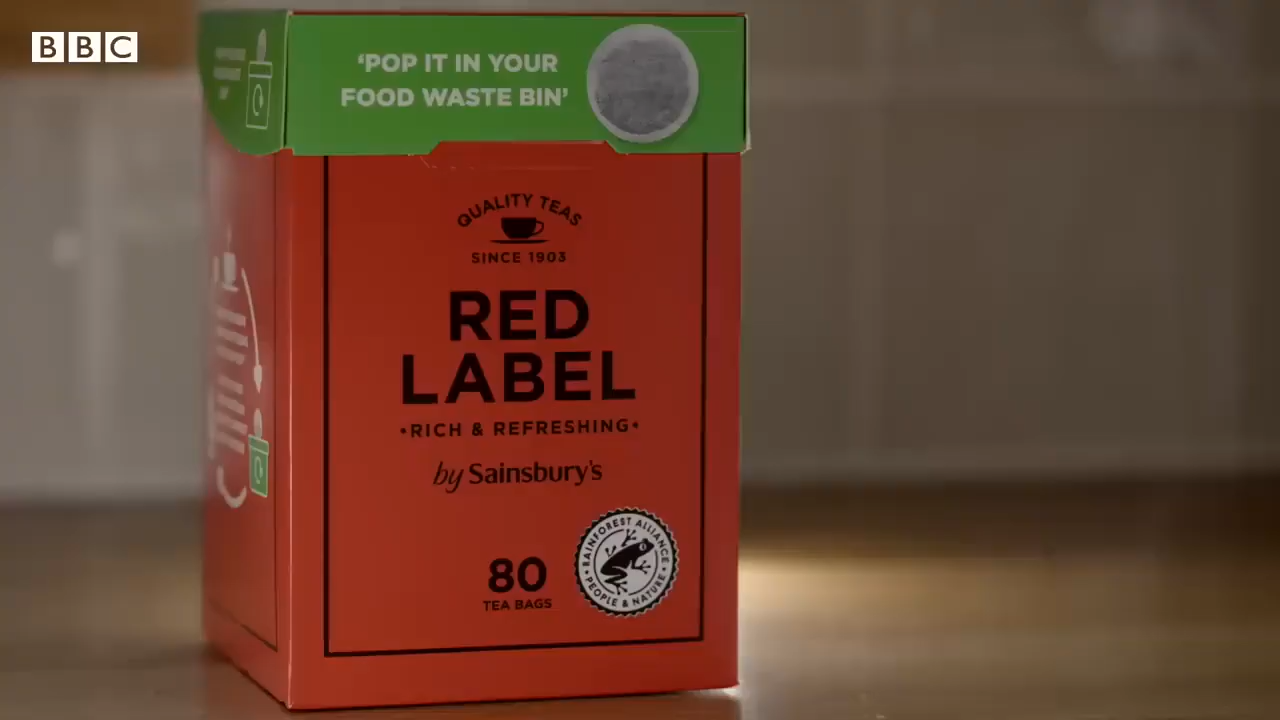 BBC
'POP IT IN YOUR
FOOD WASTE BIN'
QUALITY TEAS
SINCE 1903
RED
LABEL
•RICH & REFRESHING•
by Sainsbury's
80
TEA BAGS
RAINFOREST ALLIANCE
• PEOPLE & NATURE •